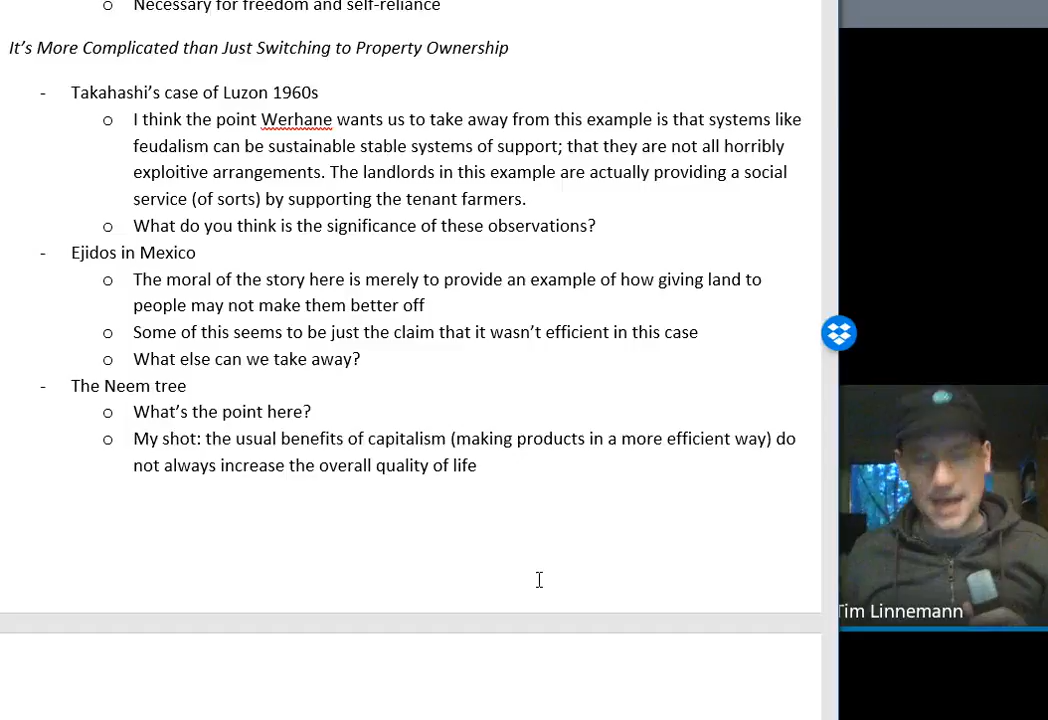 o Necessary for freedom and self-reliance
It's More Complicated than Just Switching to Property Ownership
- Takahashi's case of Luzon 1960s
o I think the point Werhane wants us to take away from this example is that systems like
feudalism can be sustainable stable systems of support; that they are not all horribly
exploitive arrangements. The landlords in this example are actually providing a social
service (of sorts) by supporting the tenant farmers.
o What do you think is the significance of these observations?
- Ejidos in Mexico
o The moral of the story here is merely to provide an example of how giving land to
people may not make them better off
o Some of this seems to be just the claim that it wasn't efficient in this case
o What else can we take away?
- The Neem tree
o What's the point here?
o My shot: the usual benefits of capitalism (making products in a more efficient way) do
not always increase the overall quality of life
Tim Linnemann